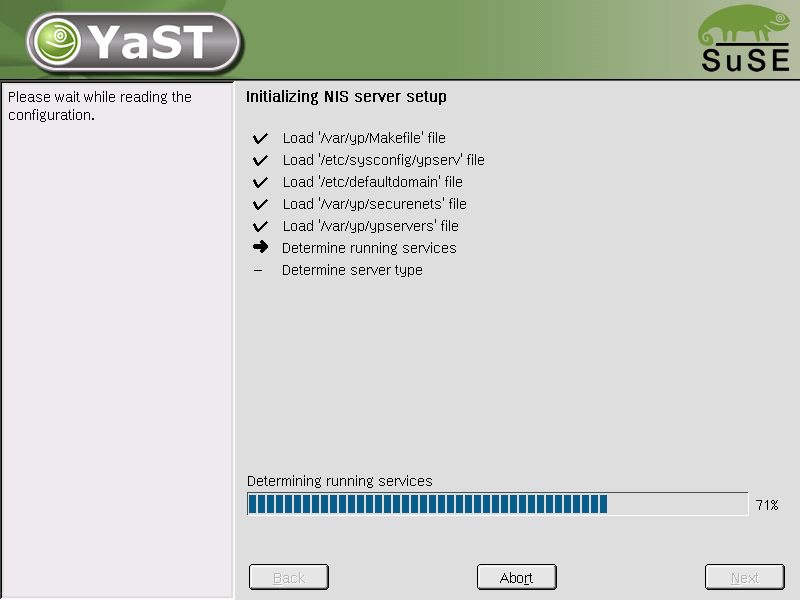 YaST
SuSE
Please wait while reading the
configuration.
Initializing NIS server setup
Load '/var/yp/Makefile' file
Load '/etc/sysconfig/ypserv' file
Load '/etc/defaultdomain' file
Load '/var/yp/securenets' file
Load '/var/yp/ypservers' file
Determine running services
– Determine server type
Determining running services
71%
Back
Abort
Next